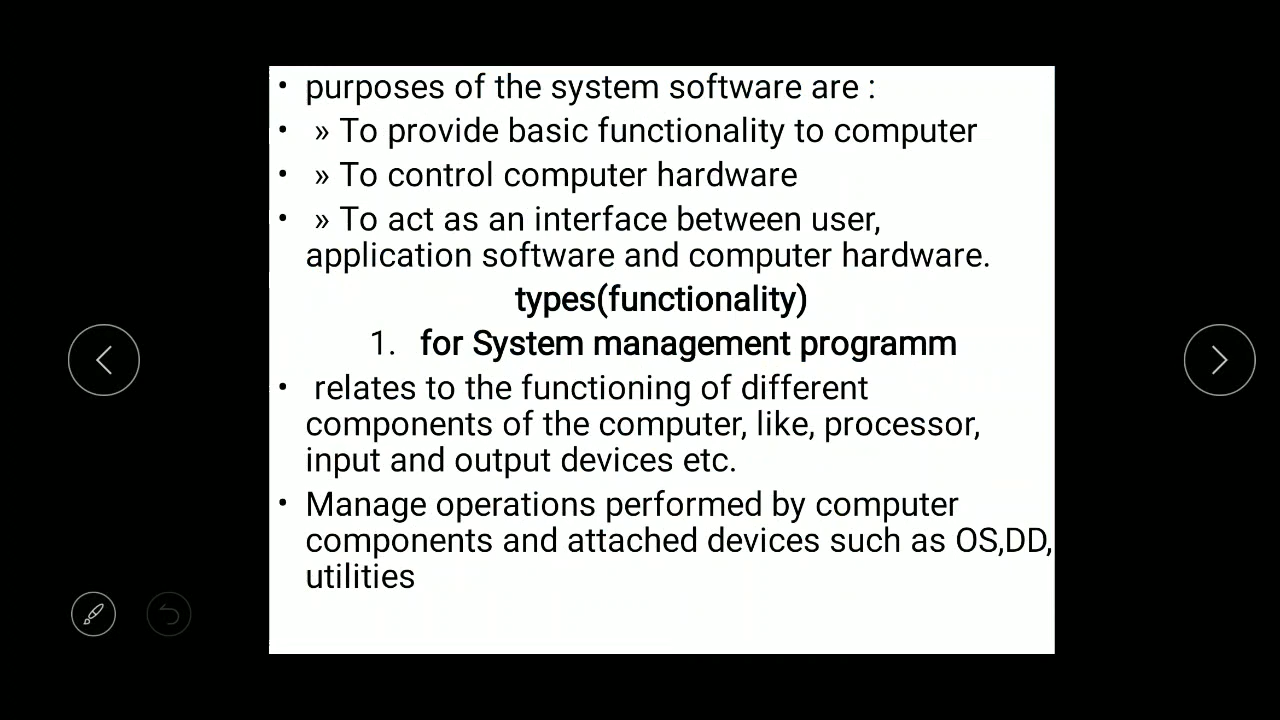 • purposes of the system software are :
• » To provide basic functionality to computer
• » To control computer hardware
• » To act as an interface between user,
application software and computer hardware.
types(functionality)
1. for System management programm
• relates to the functioning of different
components of the computer, like, processor,
input and output devices etc.
• Manage operations performed by computer
components and attached devices such as OS,DD,
utilities